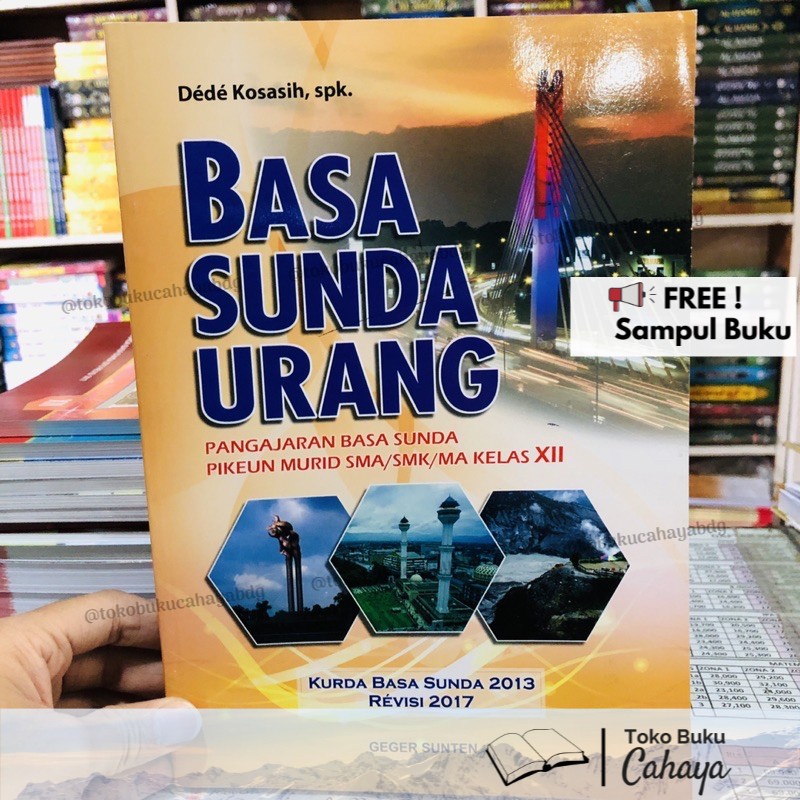 Dédé Kosasih, spk.
BASA
SUNDA
URANG
PANGAJARAN BASA SUNDA
PIKEUN MURID SMA/SMK/MA KELAS XII
FREE !
Sampul Buku
@tokobukucahayabdg
@tokobukucahayabdg
KURDA BASA SUNDA 2013
RÉVISI 2017
GEGER SUNTEN
Toko Buku
Cahaya